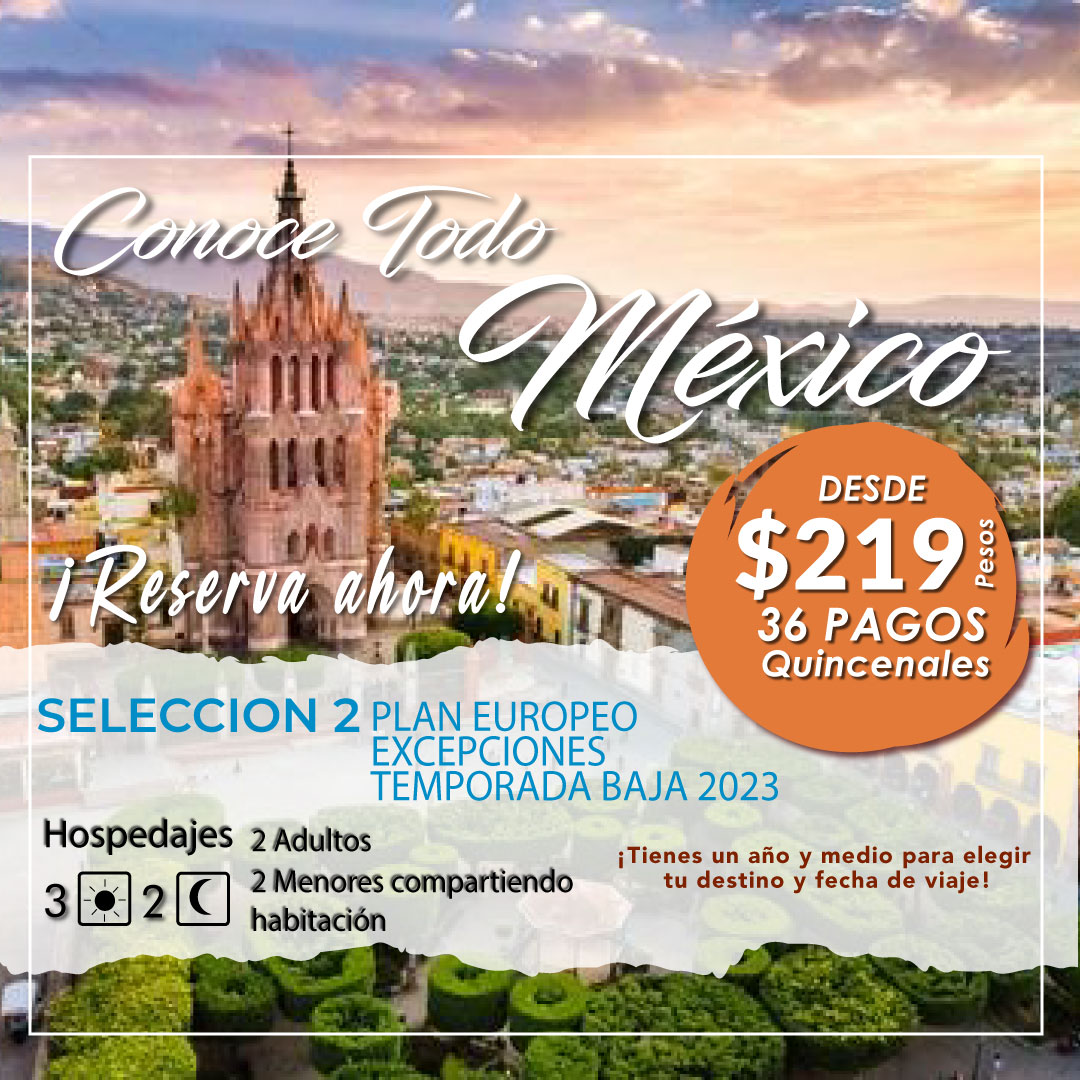 Conoce Todo
México
¡Reserva ahora!
DESDE
$219 Pesos
36 PAGOS
Quincenales
SELECCION 2 PLAN EUROPEO
EXCEPCIONES
TEMPORADA BAJA 2023
Hospedajes
3 2
2 Adultos
2 Menores compartiendo
habitación
¡Tienes un año y medio para elegir
tu destino y fecha de viaje!